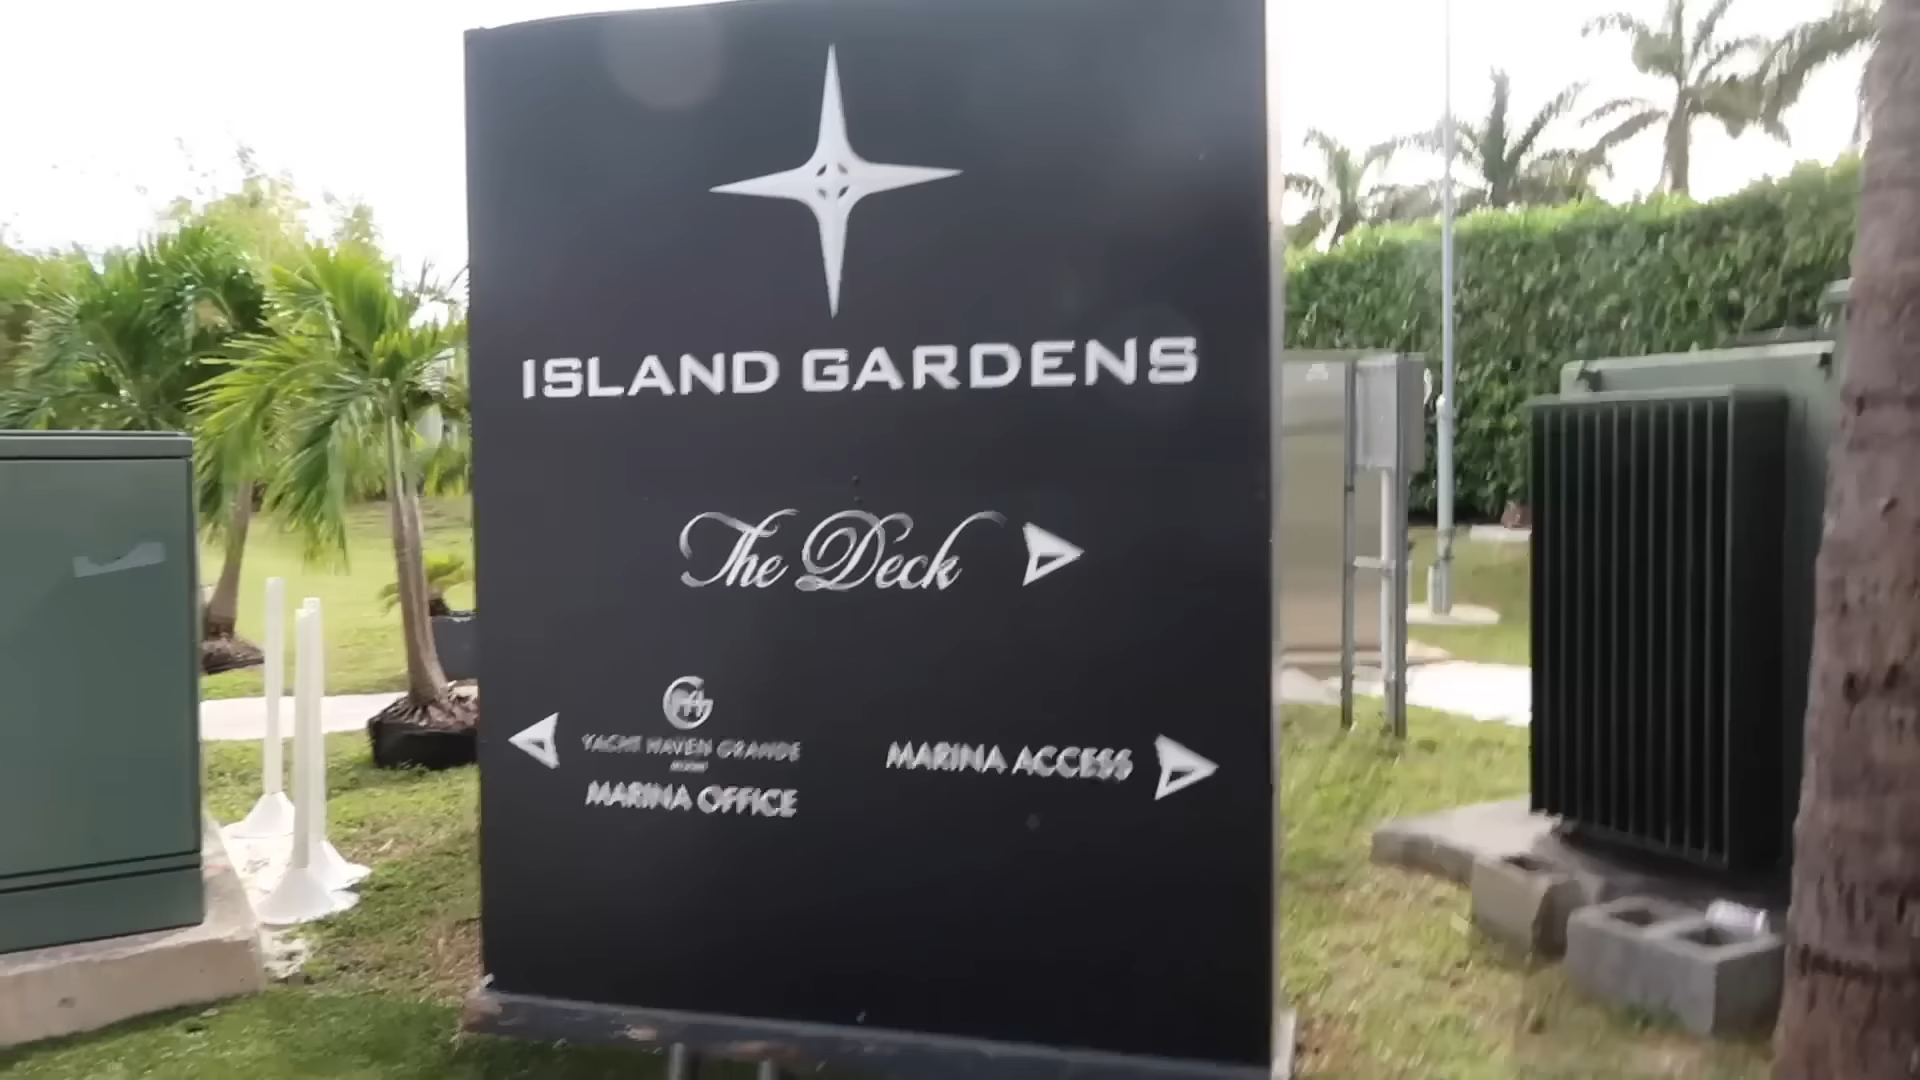 ISLAND GARDENS
The Deck
YACHT HAVEN GRANDE
MARINA OFFICE
MARINA ACCESS